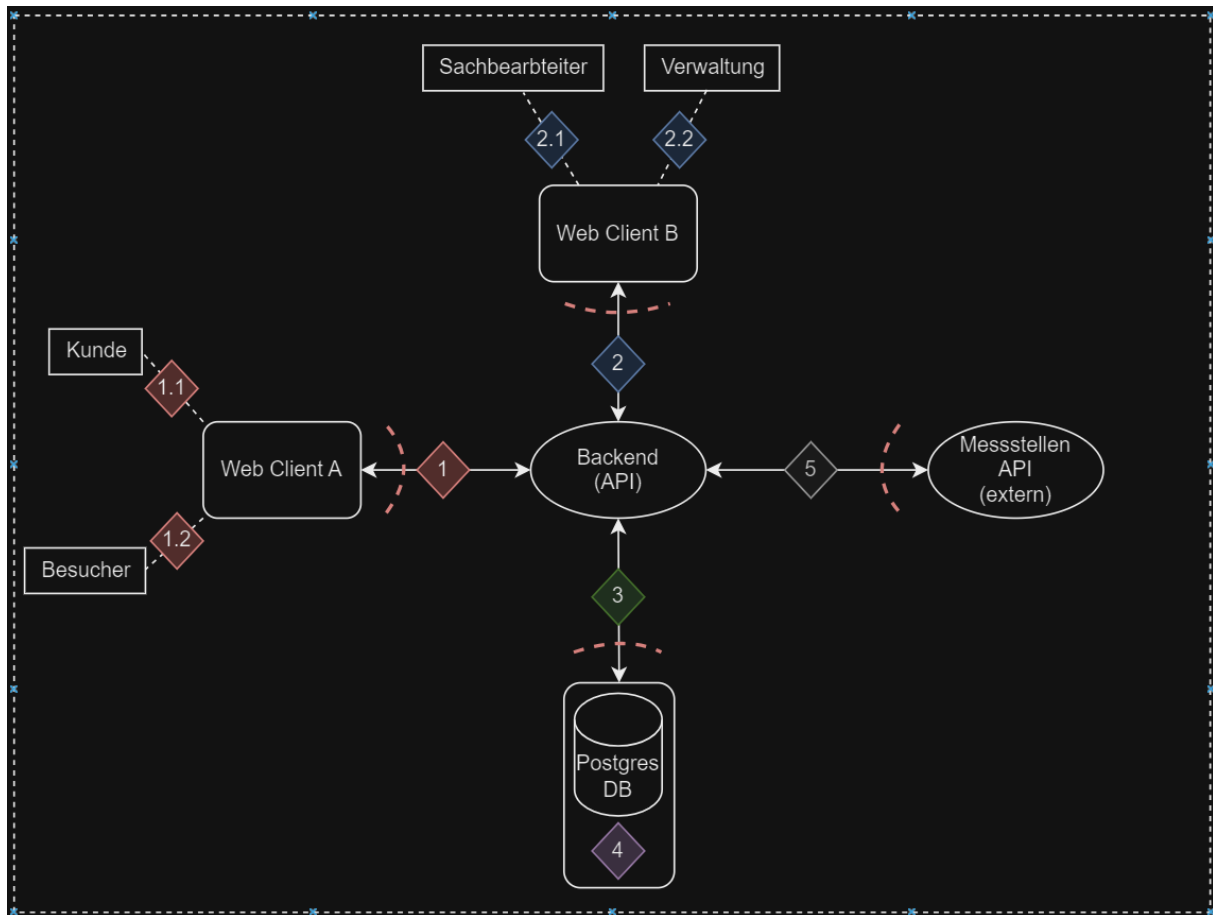 Sachbearbteiter
Verwaltung
2.1
2.2
Web Client B
2
Kunde
1.1
Web Client A
1
Backend
(API)
5
Messstellen
API
(extern)
1.2
Besucher
3
Postgres
DB
4